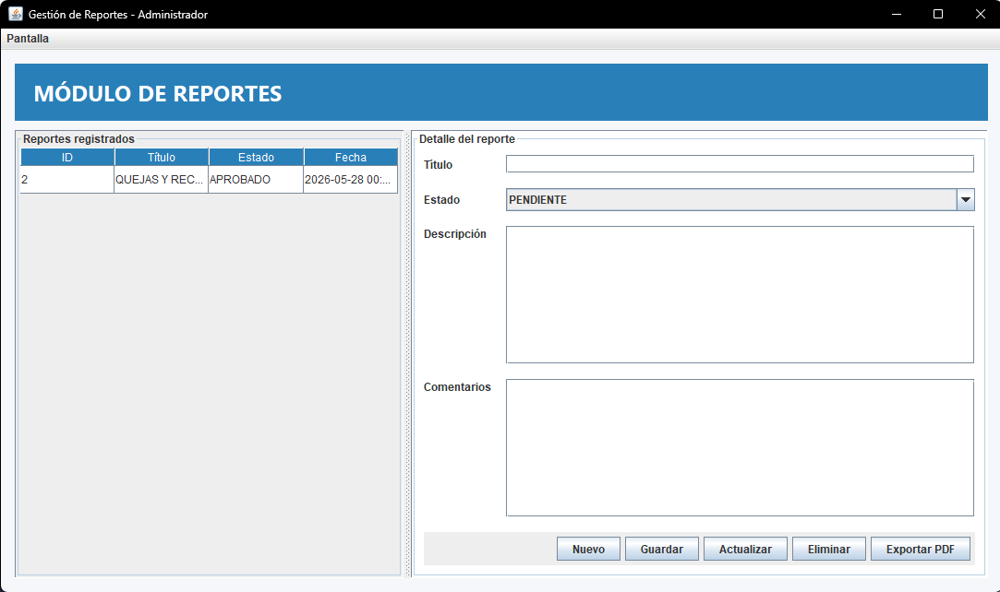 Gestión de Reportes - Administrador
Pantalla
MÓDULO DE REPORTES
Reportes registrados
ID Título Estado Fecha
2 QUEJAS Y REC... APROBADO 2026-05-28 00:...
Detalle del reporte
Título
Estado PENDIENTE
Descripción
Comentarios
Nuevo Guardar Actualizar Eliminar Exportar PDF